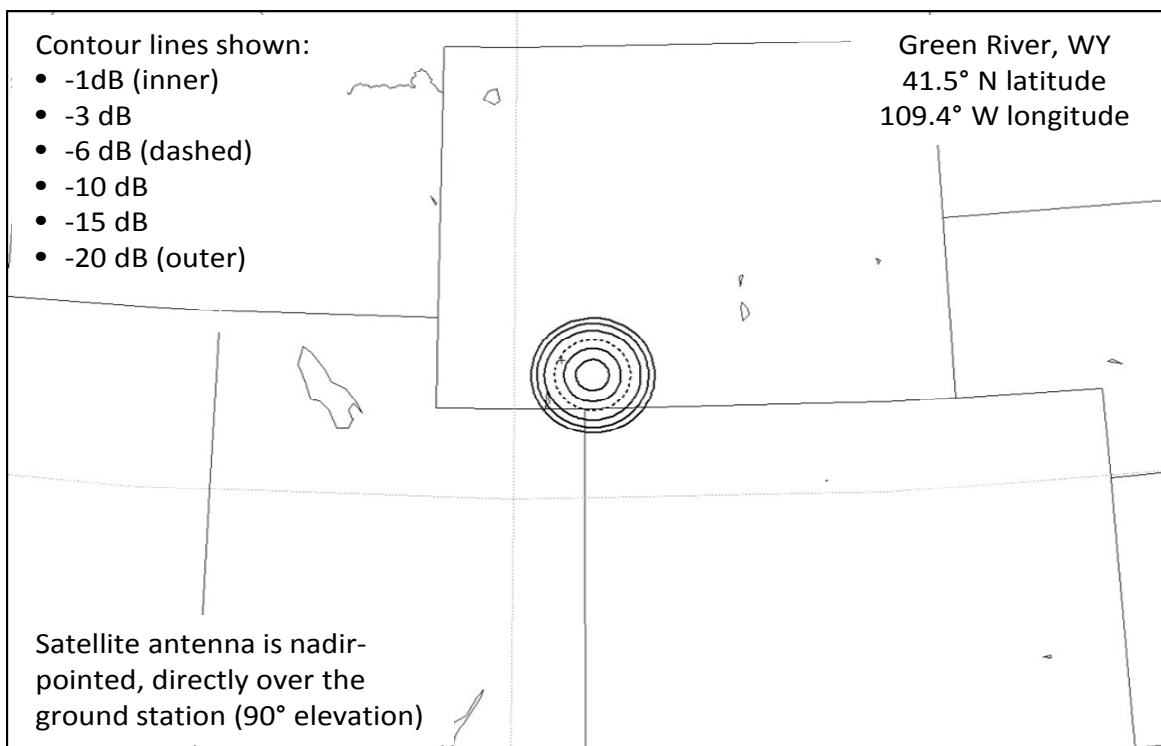 Contour lines shown:
• -1dB (inner)
• -3 dB
• -6 dB (dashed)
• -10 dB
• -15 dB
• -20 dB (outer)
Green River, WY
41.5° N latitude
109.4° W longitude
Satellite antenna is nadir-
pointed, directly over the
ground station (90° elevation)